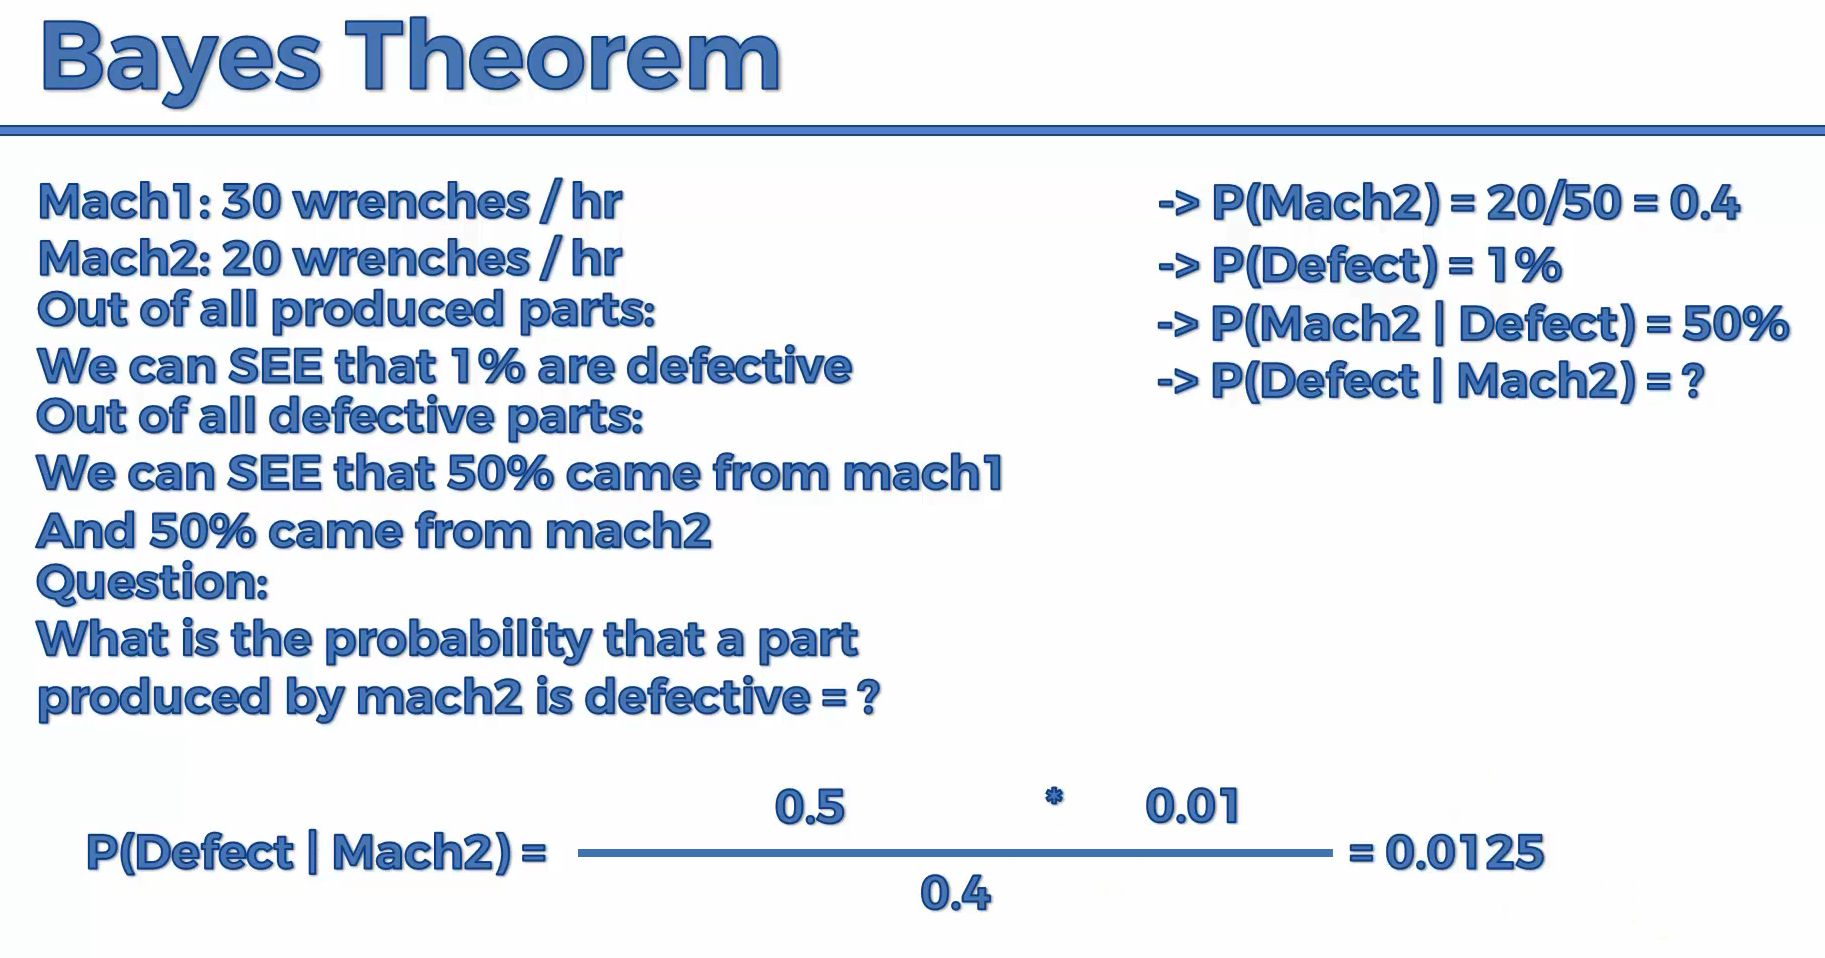 Bayes Theorem
Mach1: 30 wrenches / hr
Mach2: 20 wrenches / hr
Out of all produced parts:
We can SEE that 1% are defective
Out of all defective parts:
We can SEE that 50% came from mach1
And 50% came from mach2
Question:
What is the probability that a part
produced by mach2 is defective = ?
-> P(Mach2) = 20/50 = 0.4
-> P(Defect) = 1%
-> P(Mach2 | Defect) = 50%
-> P(Defect | Mach2) = ?
0.5 * 0.01
P(Defect | Mach2) = = 0.0125
0.4